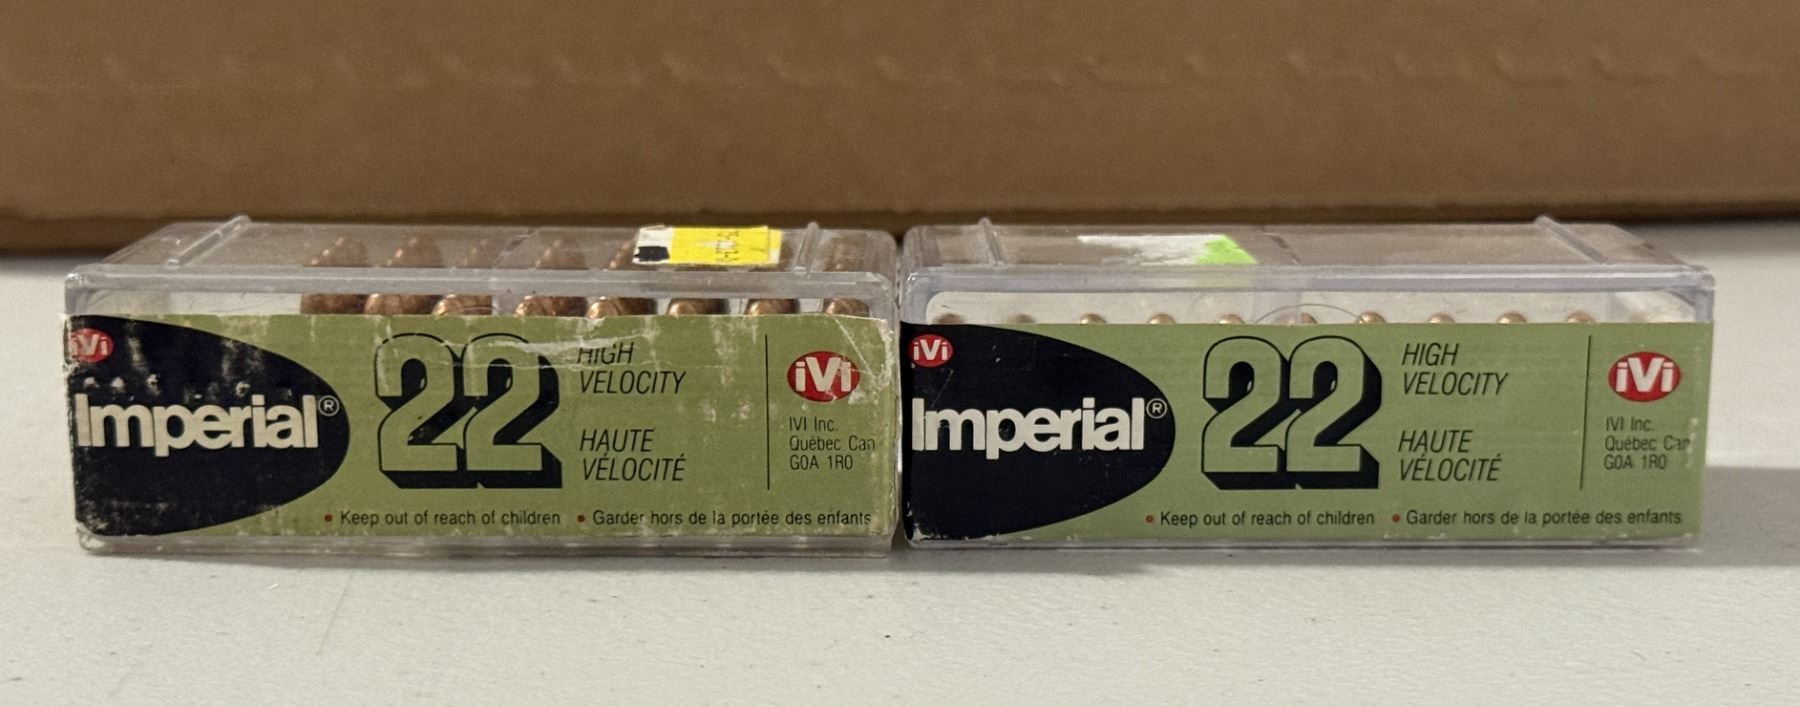 iVi
Imperial®
22
HIGH
VELOCITY
HAUTE
VÉLOCITÉ
iVi
IVI Inc.
Québec Can
G0A 1R0
• Keep out of reach of children • Garder hors de la portée des enfants
iVi
Imperial®
22
HIGH
VELOCITY
HAUTE
VÉLOCITÉ
iVi
IVI Inc.
Québec Can
G0A 1R0
• Keep out of reach of children • Garder hors de la portée des enfants